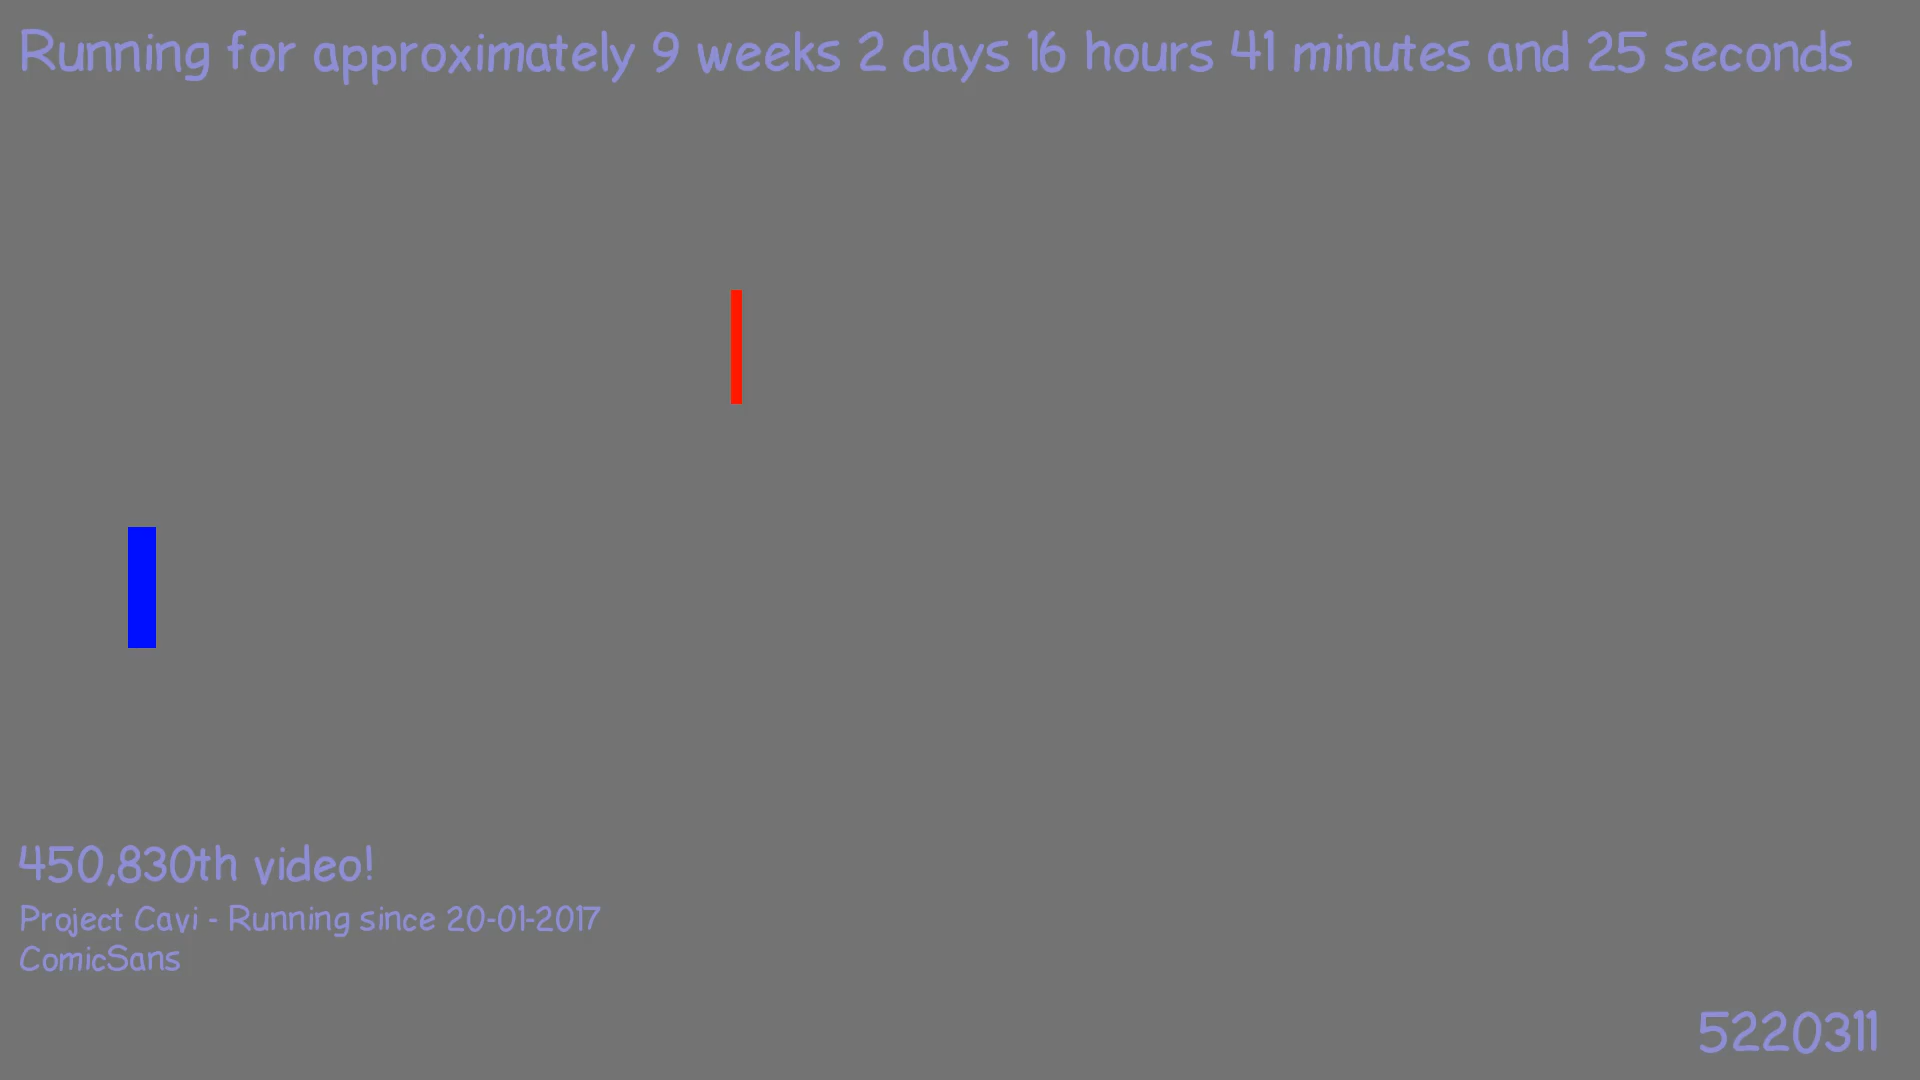 Running for approximately 9 weeks 2 days 16 hours 41 minutes and 25 seconds
450,830th video!
Project Cavi - Running since 20-01-2017
ComicSans
5220311